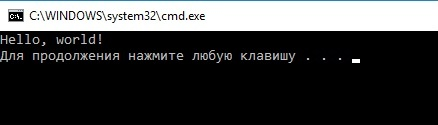 C:\WINDOWS\system32\cmd.exe
Hello, world!
Для продолжения нажмите любую клавишу . . .